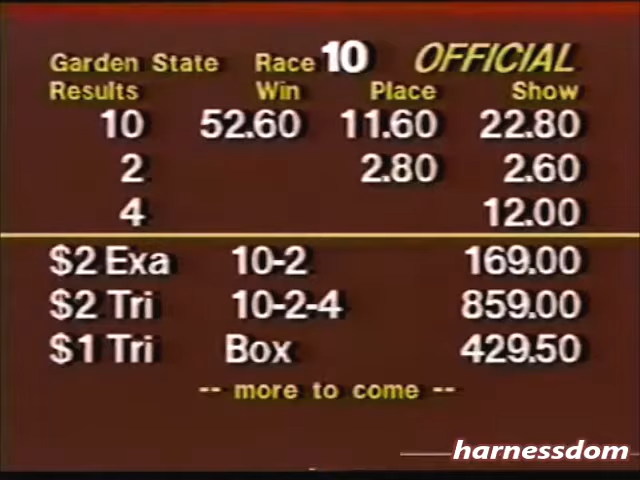 Garden State Race 10 OFFICIAL
Results Win Place Show
10 52.60 11.60 22.80
2 2.80 2.60
4 12.00
$2 Exa 10-2 169.00
$2 Tri 10-2-4 859.00
$1 Tri Box 429.50
-- more to come --
harnessdom